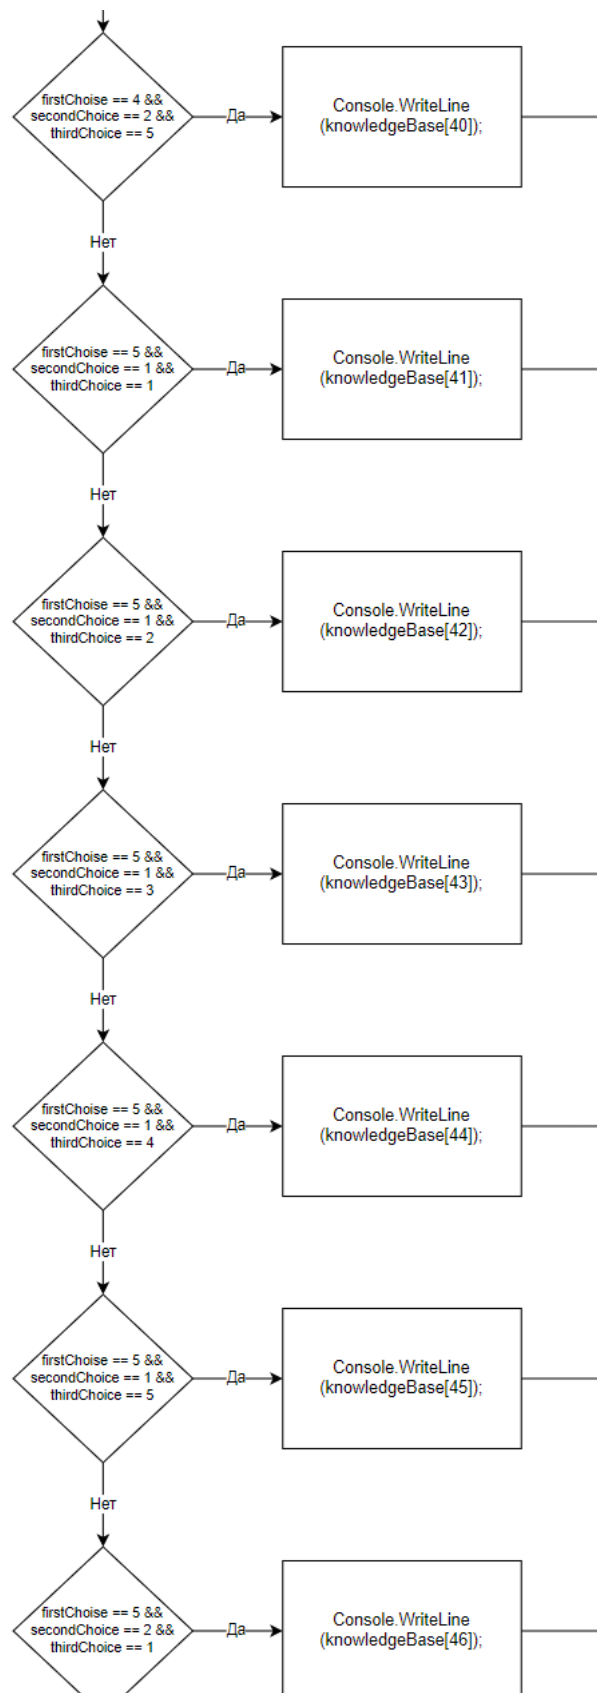 firstChoise == 4 &&
secondChoice == 2 &&
thirdChoice == 5
Да
Console.WriteLine
(knowledgeBase[40]);
Нет
firstChoise == 5 &&
secondChoice == 1 &&
thirdChoice == 1
Да
Console.WriteLine
(knowledgeBase[41]);
Нет
firstChoise == 5 &&
secondChoice == 1 &&
thirdChoice == 2
Да
Console.WriteLine
(knowledgeBase[42]);
Нет
firstChoise == 5 &&
secondChoice == 1 &&
thirdChoice == 3
Да
Console.WriteLine
(knowledgeBase[43]);
Нет
firstChoise == 5 &&
secondChoice == 1 &&
thirdChoice == 4
Да
Console.WriteLine
(knowledgeBase[44]);
Нет
firstChoise == 5 &&
secondChoice == 1 &&
thirdChoice == 5
Да
Console.WriteLine
(knowledgeBase[45]);
Нет
firstChoise == 5 &&
secondChoice == 2 &&
thirdChoice == 1
Да
Console.WriteLine
(knowledgeBase[46]);